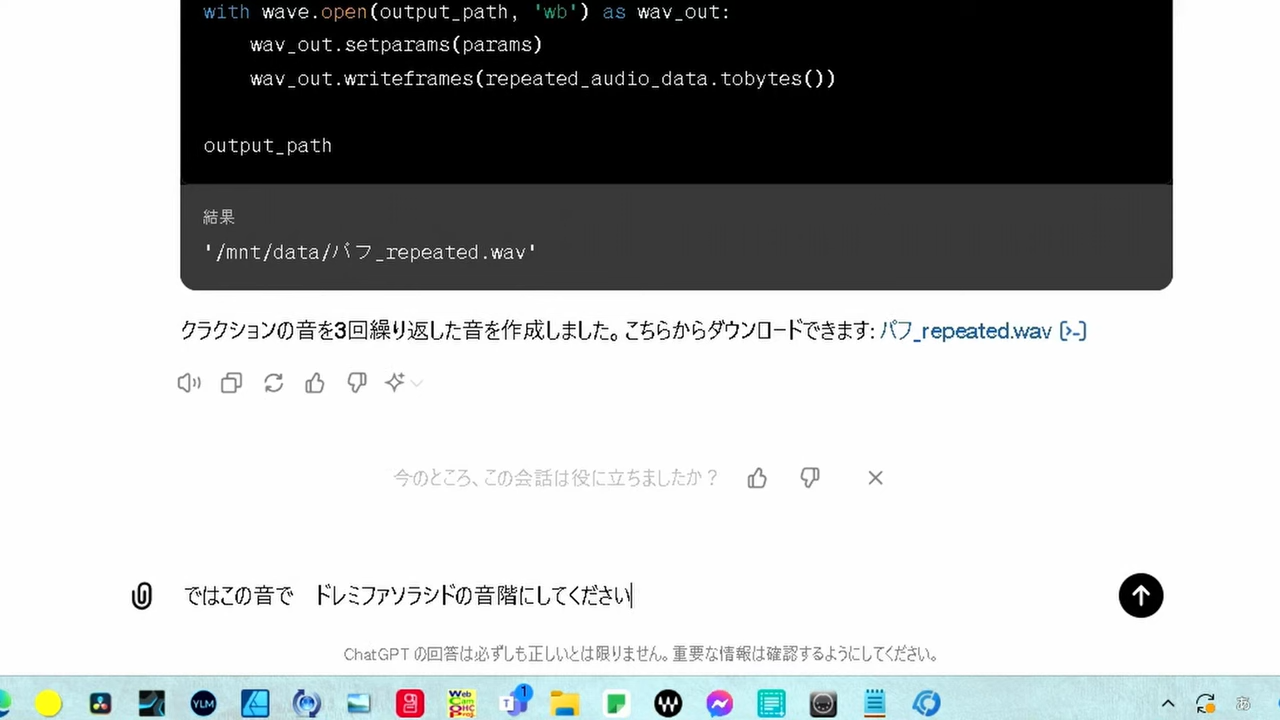 with wave.open(output_path, 'wb') as wav_out:
wav_out.setparams(params)
wav_out.writeframes(repeated_audio_data.tobytes())
output_path
結果
'/mnt/data/パフ_repeated.wav'
クラクションの音を3回繰り返した音を作成しました。こちらからダウンロードできます: パフ_repeated.wav [>-]
今のところ、この会話は役に立ちましたか？
ではこの音で　ドレミファソラシドの音階にしてください
ChatGPT の回答は必ずしも正しいとは限りません。重要な情報は確認するようにしてください。
YLM
Web Cam
T
1
W
あ